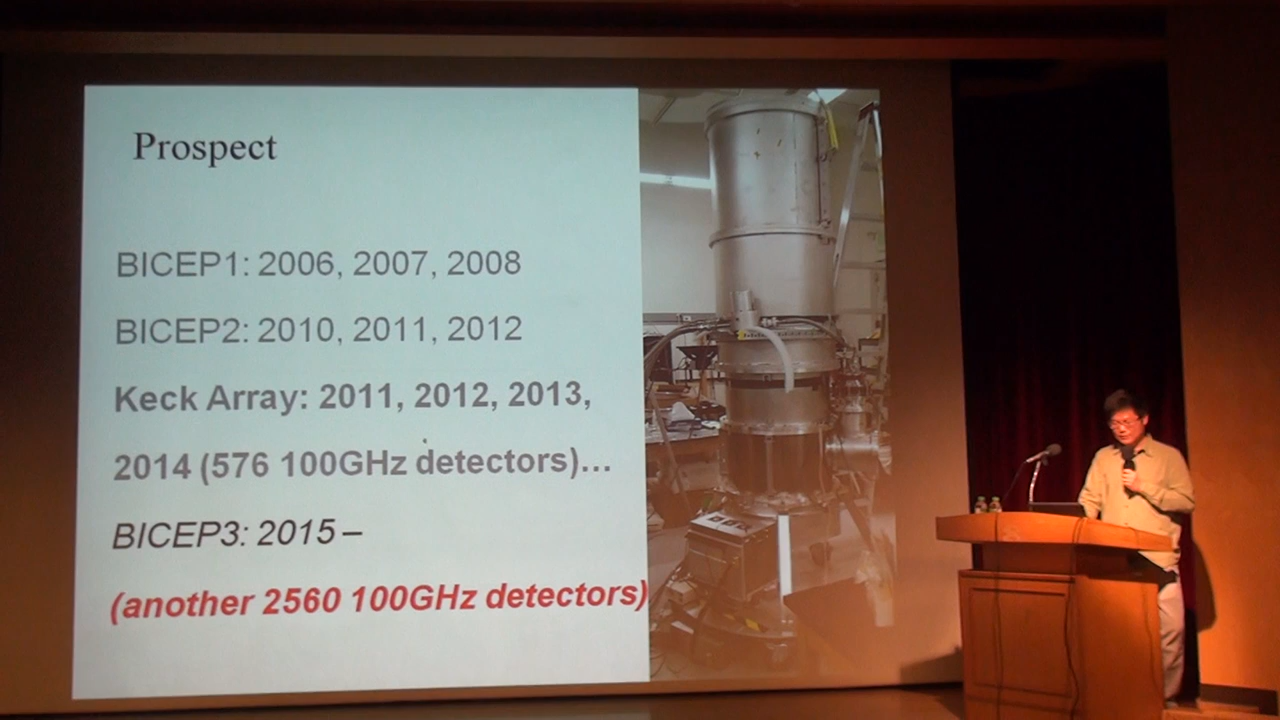 Prospect
BICEP1: 2006, 2007, 2008
BICEP2: 2010, 2011, 2012
Keck Array: 2011, 2012, 2013,
2014 (576 100GHz detectors)...
BICEP3: 2015 –
(another 2560 100GHz detectors)